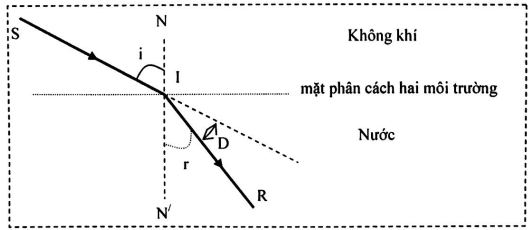 N
S
i
I
Không khí
mặt phân cách hai môi trường
Nước
D
r
R
N/